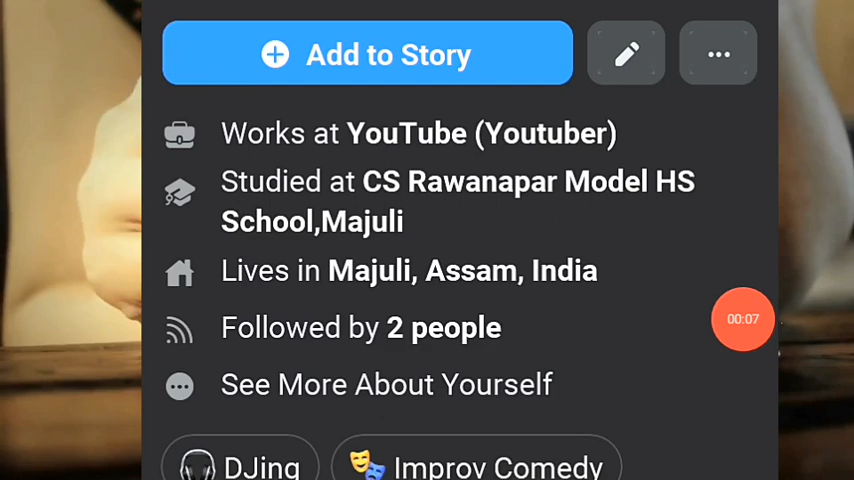 Add to Story
Works at YouTube (Youtuber)
Studied at CS Rawanapar Model HS
School,Majuli
Lives in Majuli, Assam, India
00:07
Followed by 2 people
See More About Yourself
DJing
Improv Comedy